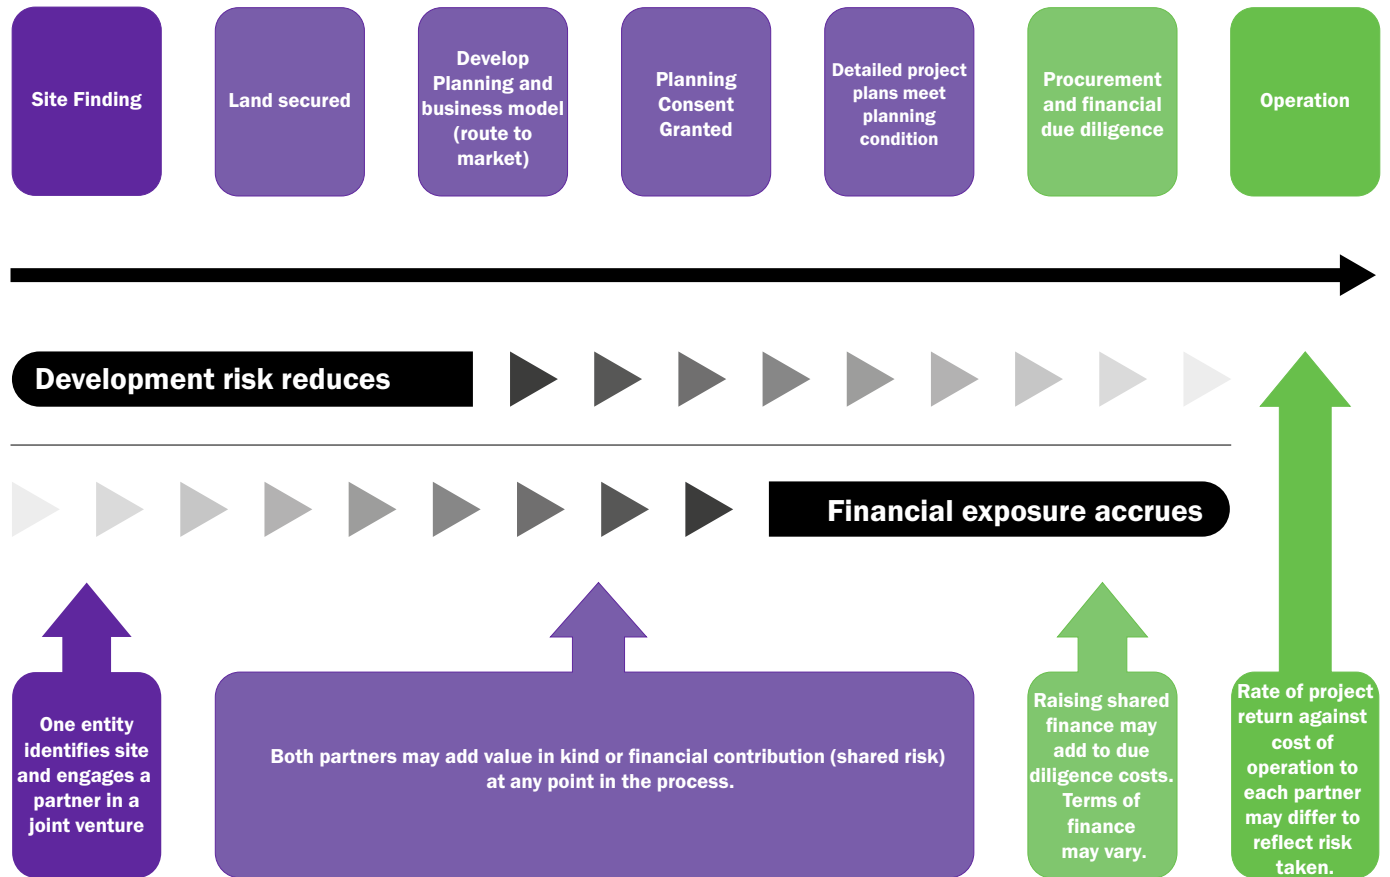 Site Finding
Land secured
Develop
Planning and
business model
(route to
market)
Planning
Consent
Granted
Detailed project
plans meet
planning
condition
Procurement
and financial
due diligence
Operation
Development risk reduces
Financial exposure accrues
One entity
identifies site
and engages a
partner in a
joint venture
Both partners may add value in kind or financial contribution (shared risk)
at any point in the process.
Raising shared
finance may
add to due
diligence costs.
Terms of
finance
may vary.
Rate of project
return against
cost of
operation to
each partner
may differ to
reflect risk
taken.